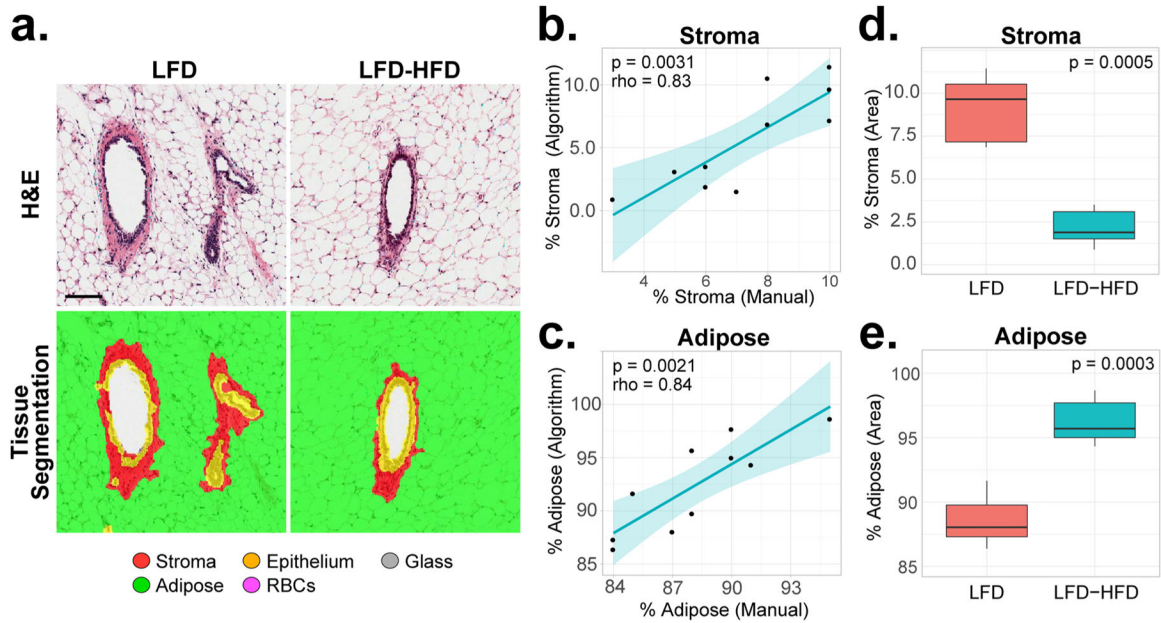 a.
LFD
LFD-HFD
H&E
Tissue
Segmentation
Stroma
Epithelium
Glass
Adipose
RBCs
b.
Stroma
p = 0.0031
rho = 0.83
% Stroma (Algorithm)
10.0
5.0
0.0
4
6
8
10
% Stroma (Manual)
c.
Adipose
p = 0.0021
rho = 0.84
% Adipose (Algorithm)
100
95
90
85
84
87
90
93
% Adipose (Manual)
d.
Stroma
p = 0.0005
% Stroma (Area)
10.0
7.5
5.0
2.5
0.0
LFD
LFD-HFD
e.
Adipose
p = 0.0003
% Adipose (Area)
100
95
90
85
LFD
LFD-HFD